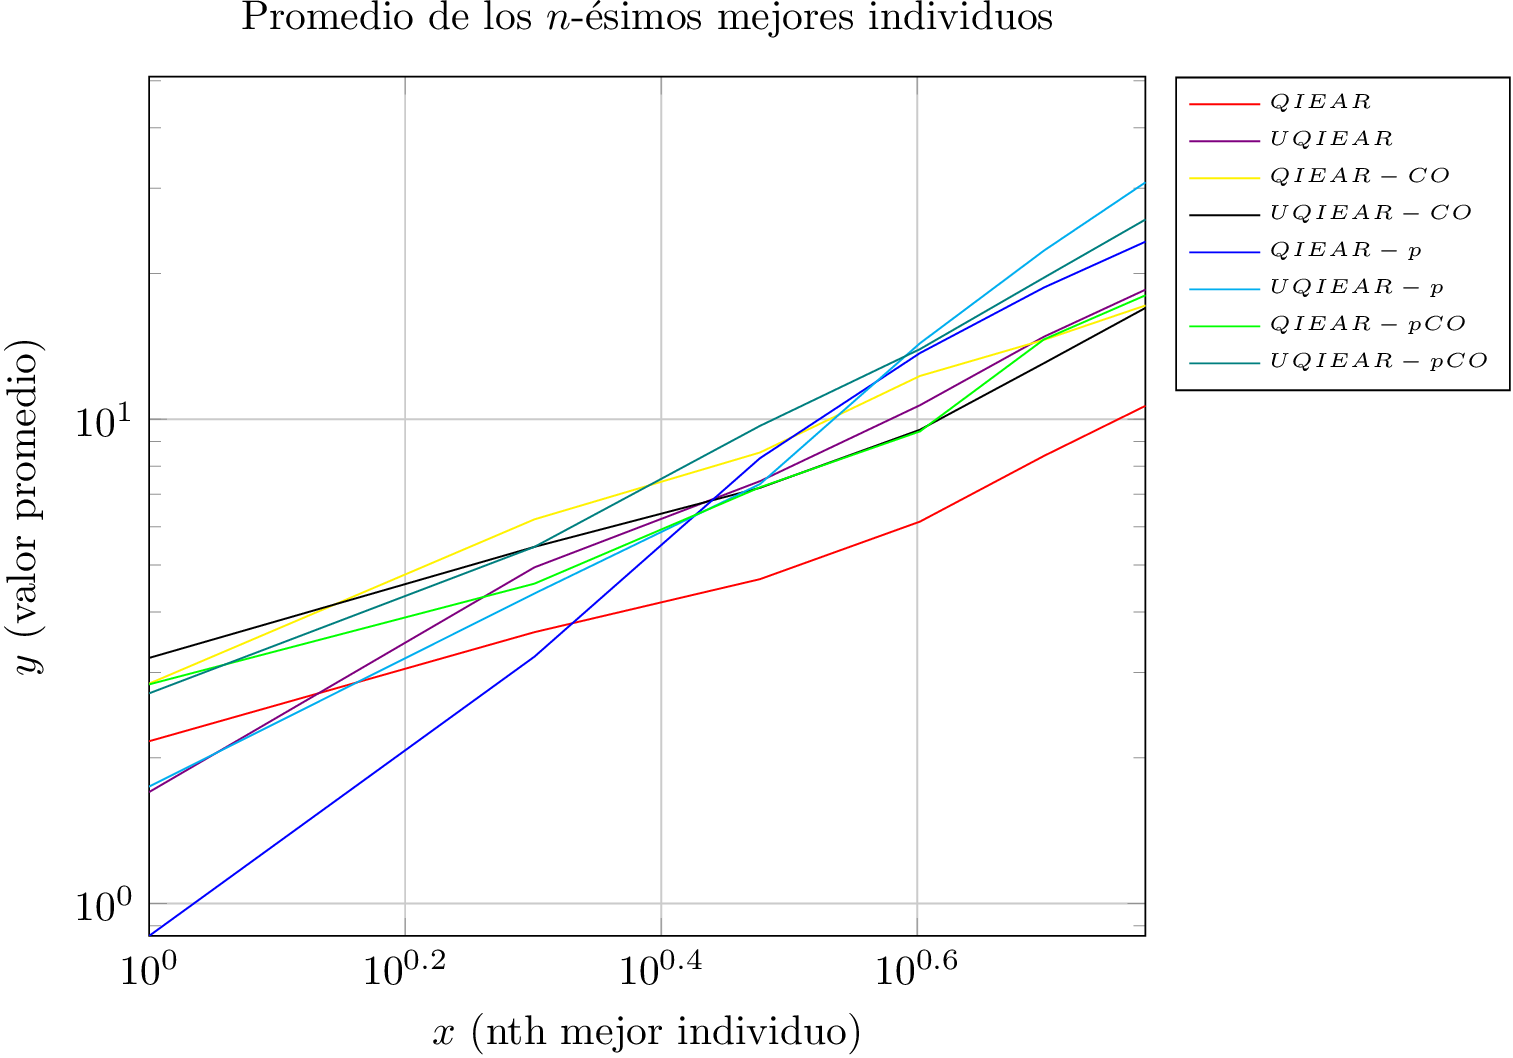 Promedio de los n-ésimos mejores individuos
QIEAR
UQIEAR
QIEAR − CO
UQIEAR − CO
QIEAR − p
UQIEAR − p
QIEAR − pCO
UQIEAR − pCO
y (valor promedio)
10^1
10^0
10^0 10^0.2 10^0.4 10^0.6
x (nth mejor individuo)